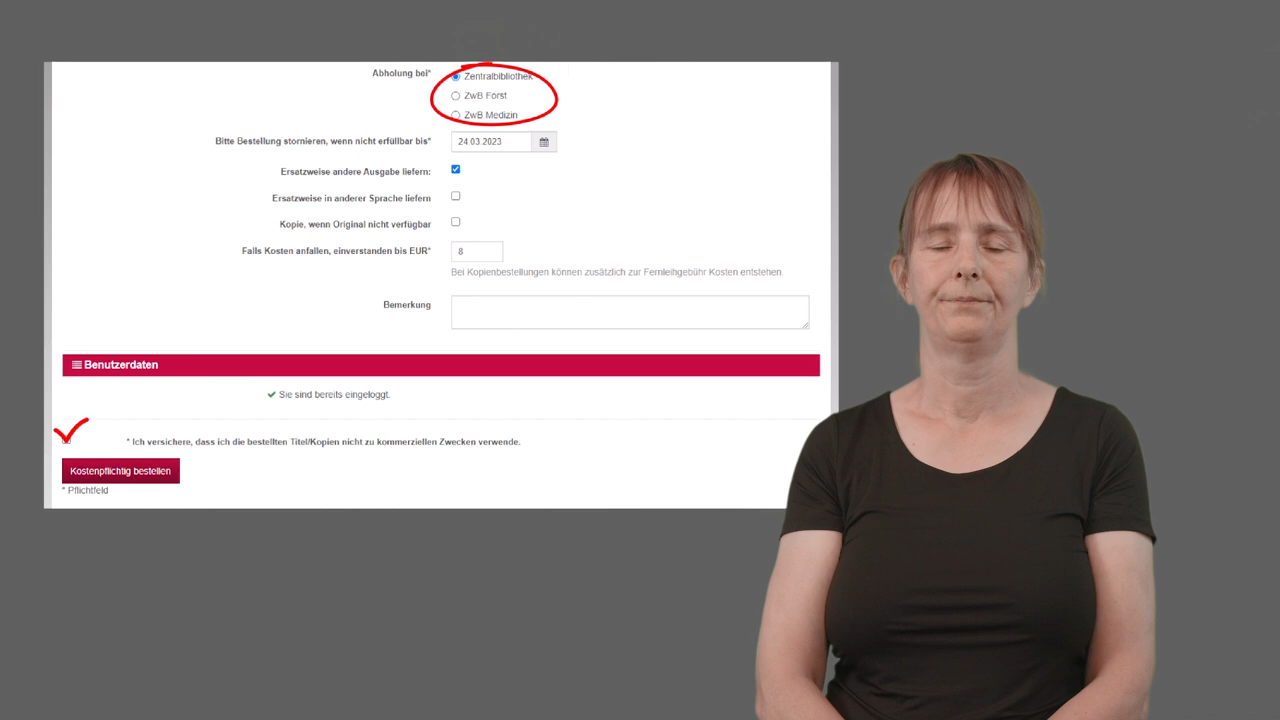 Abholung bei*
Zentralbibliothek
ZwB Forst
ZwB Medizin
Bitte Bestellung stornieren, wenn nicht erfüllbar bis*
24.03.2023
Ersatzweise andere Ausgabe liefern:
Ersatzweise in anderer Sprache liefern
Kopie, wenn Original nicht verfügbar
Falls Kosten anfallen, einverstanden bis EUR*
8
Bei Kopienbestellungen können zusätzlich zur Fernleihgebühr Kosten entstehen.
Bemerkung
Benutzerdaten
Sie sind bereits eingeloggt.
* Ich versichere, dass ich die bestellten Titel/Kopien nicht zu kommerziellen Zwecken verwende.
Kostenpflichtig bestellen
* Pflichtfeld